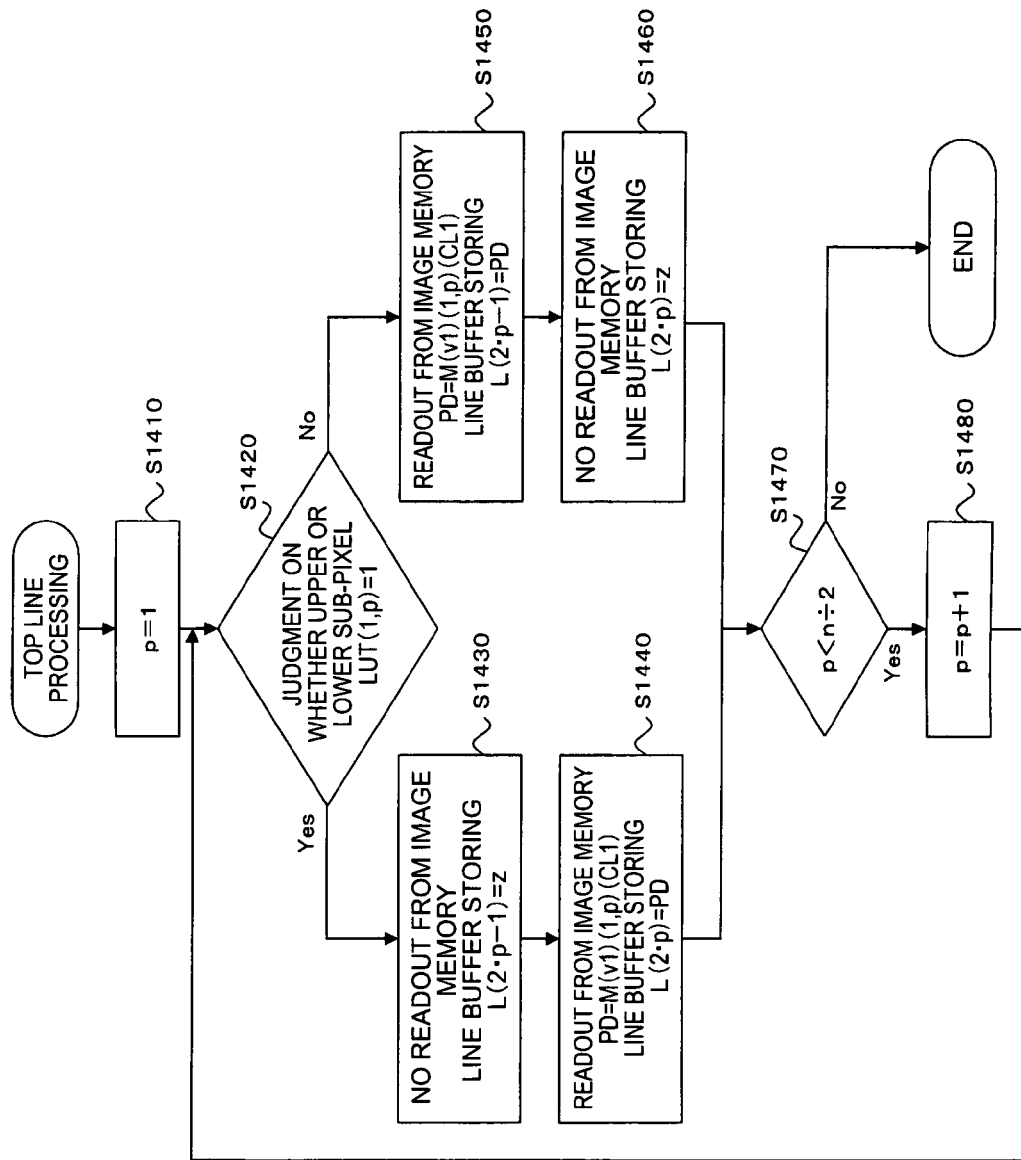 TOP LINE
PROCESSING
p=1
S1410
JUDGMENT ON
WHETHER UPPER OR
LOWER SUB-PIXEL
LUT(1,p)=1
S1420
Yes
No
NO READOUT FROM IMAGE
MEMORY
LINE BUFFER STORING
L(2·p−1)=z
S1430
READOUT FROM IMAGE MEMORY
PD=M(v1)(1,p)(CL1)
LINE BUFFER STORING
L(2·p)=PD
S1440
READOUT FROM IMAGE MEMORY
PD=M(v1)(1,p)(CL1)
LINE BUFFER STORING
L(2·p−1)=PD
S1450
NO READOUT FROM IMAGE
MEMORY
LINE BUFFER STORING
L(2·p)=z
S1460
p<n÷2
S1470
Yes
No
p=p+1
S1480
END